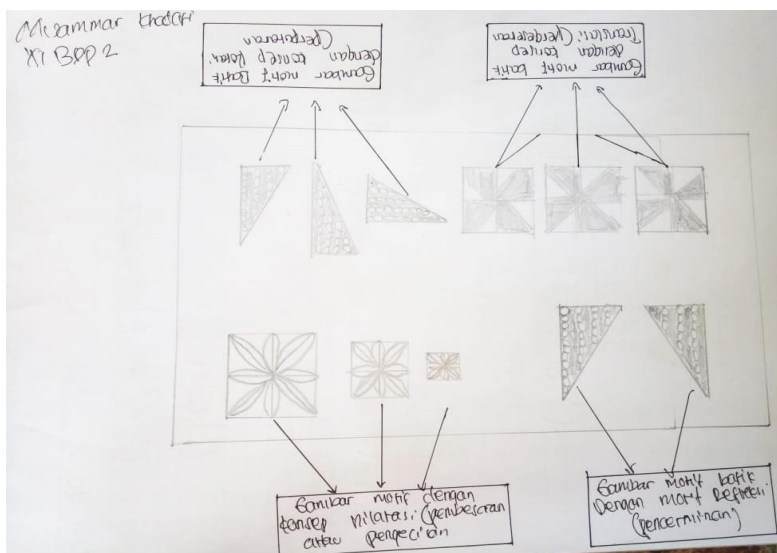 Muammar Khadafi
XI BDP 2
Gambar motif Batik
dengan konsep Rotasi
(perputaran
Gambar motif batik
dengan konsep
Translasi (pergeseran
Gambar motif dengan
konsep Dilatasi (pembesaran
atau pengecilan
Gambar motif batik
Dengan motif Refleksi
(pencerminan)